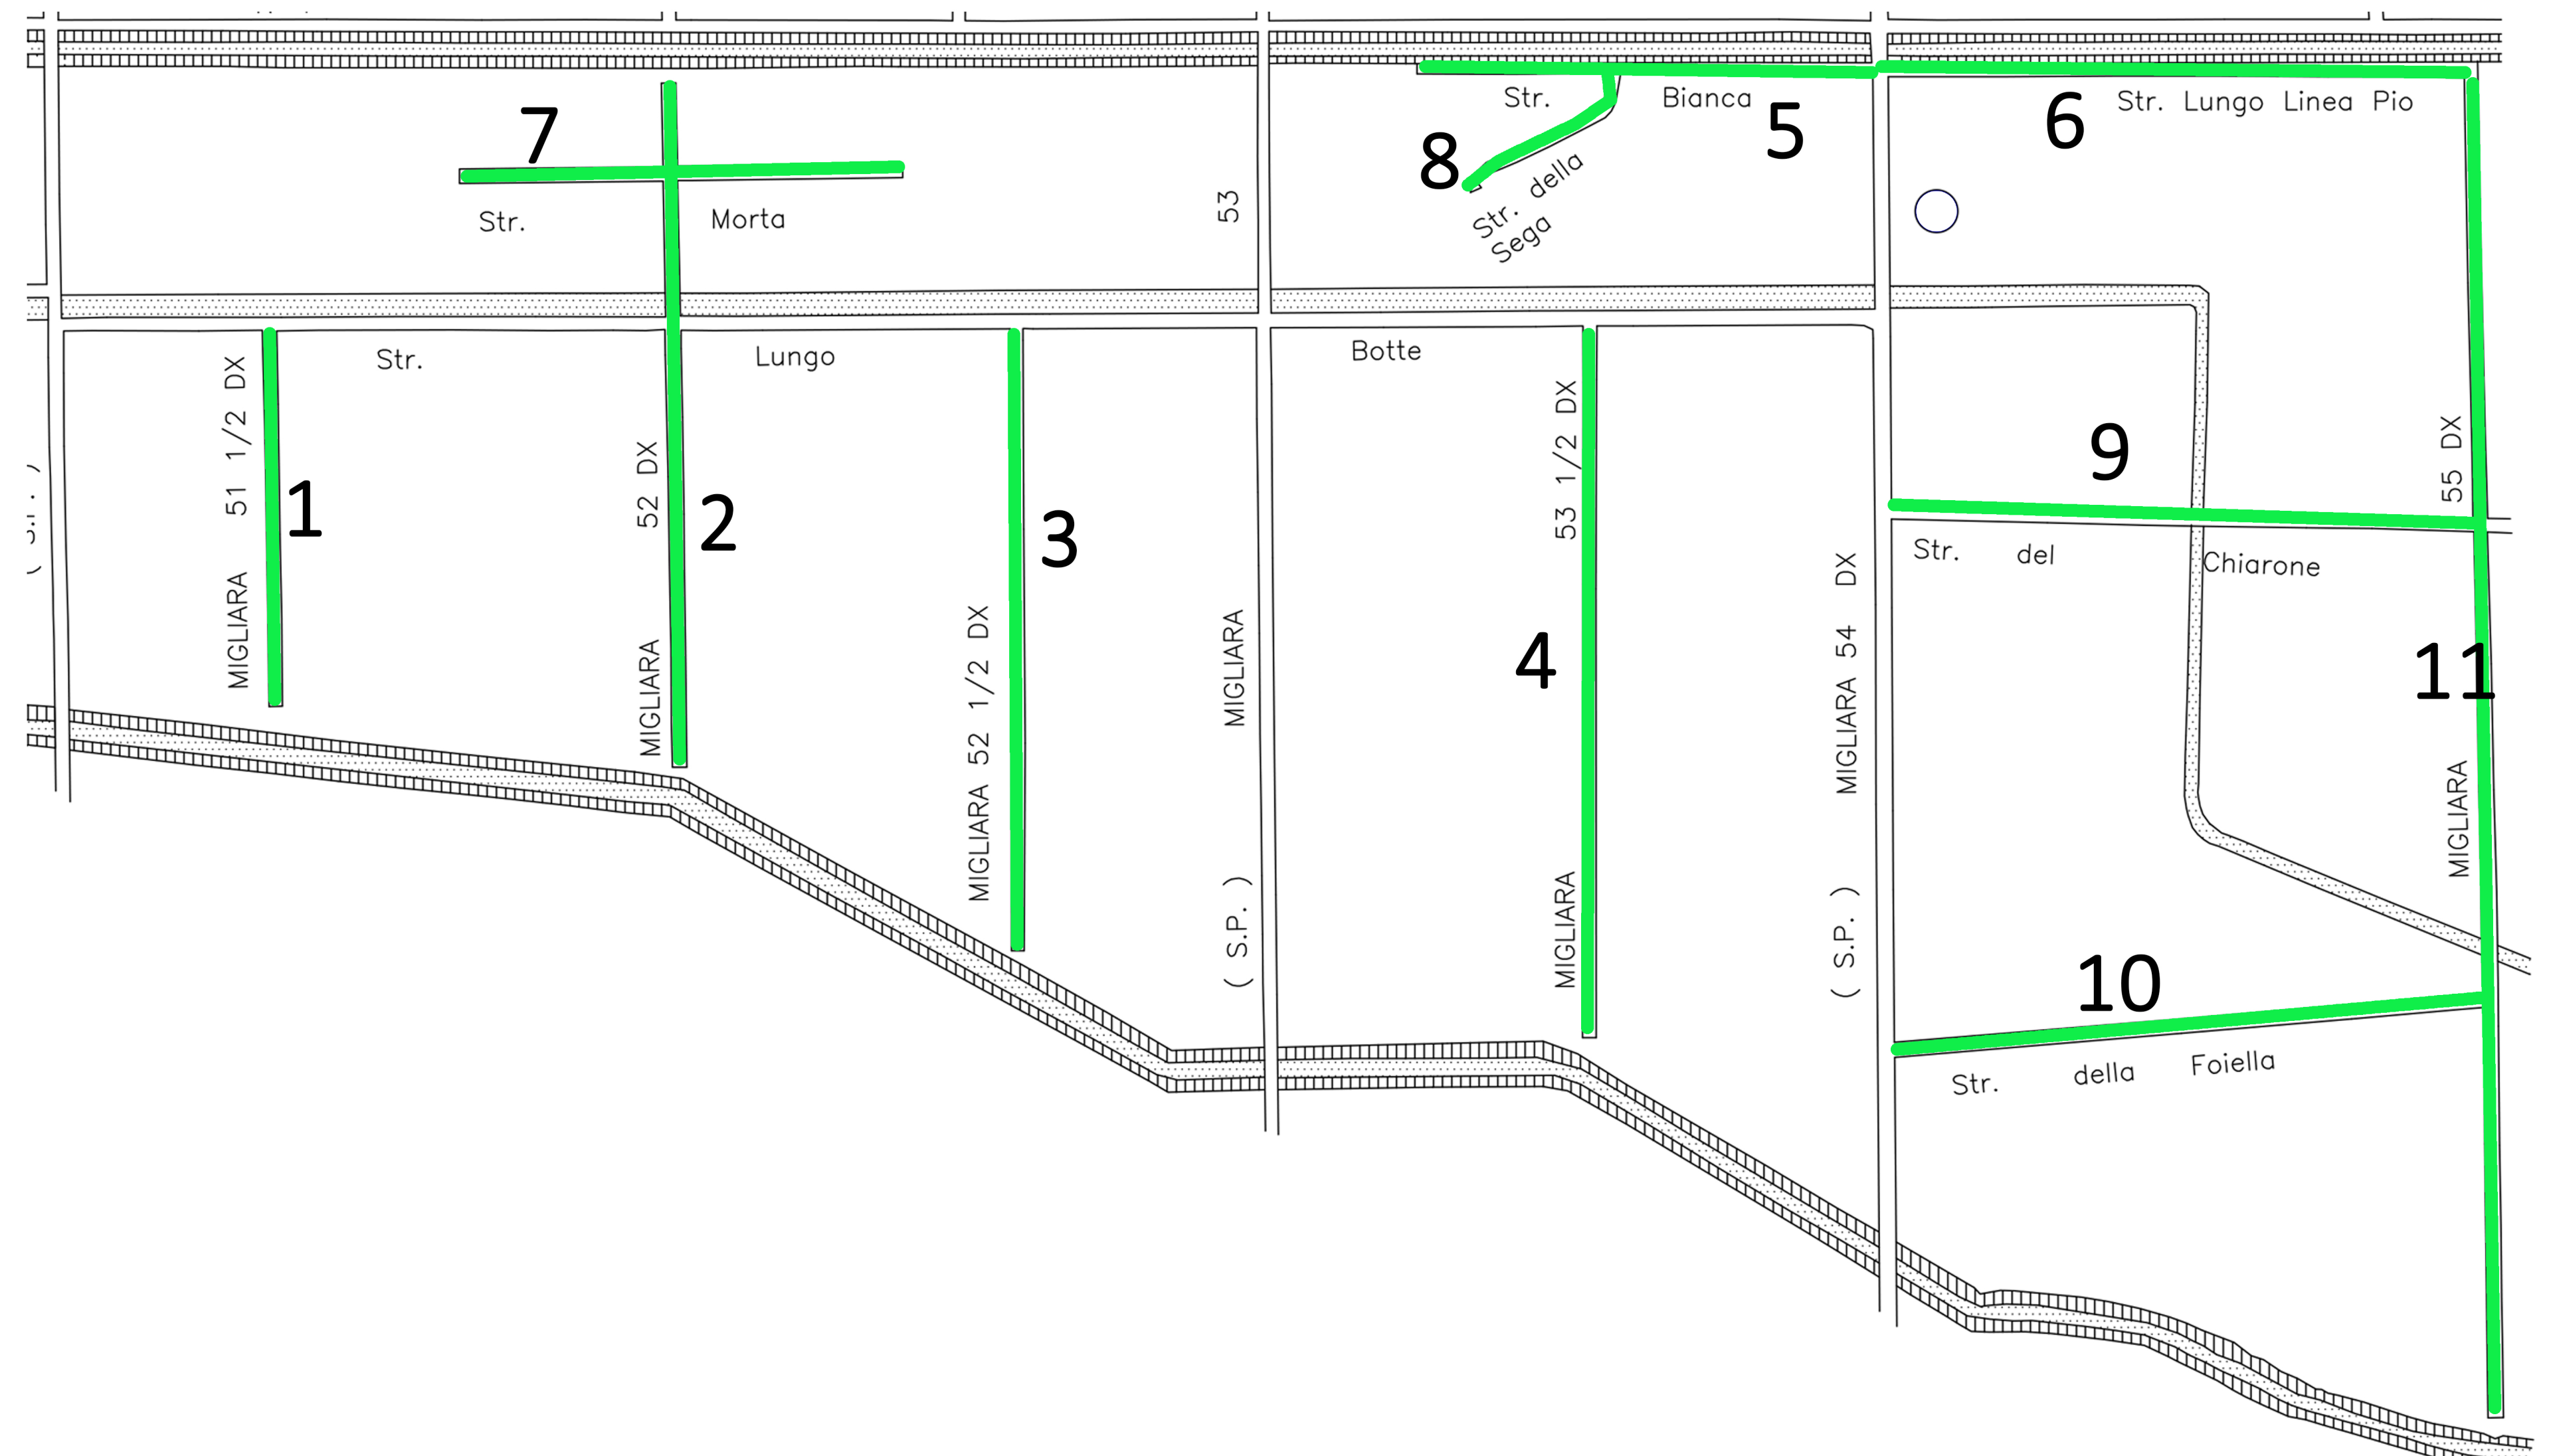 7
8
5
6
Str. Bianca
Str. Lungo Linea Pio
Str. della
Sega
Str. Morta
53
Str. Lungo Botte
MIGLIARA 51 1/2 DX
1
MIGLIARA 52 DX
2
MIGLIARA 52 1/2 DX
3
MIGLIARA
( S.P. )
MIGLIARA 53 1/2 DX
4
MIGLIARA 54 DX
( S.P. )
9
Str. del Chiarone
MIGLIARA 55 DX
11
10
Str. della Foiella